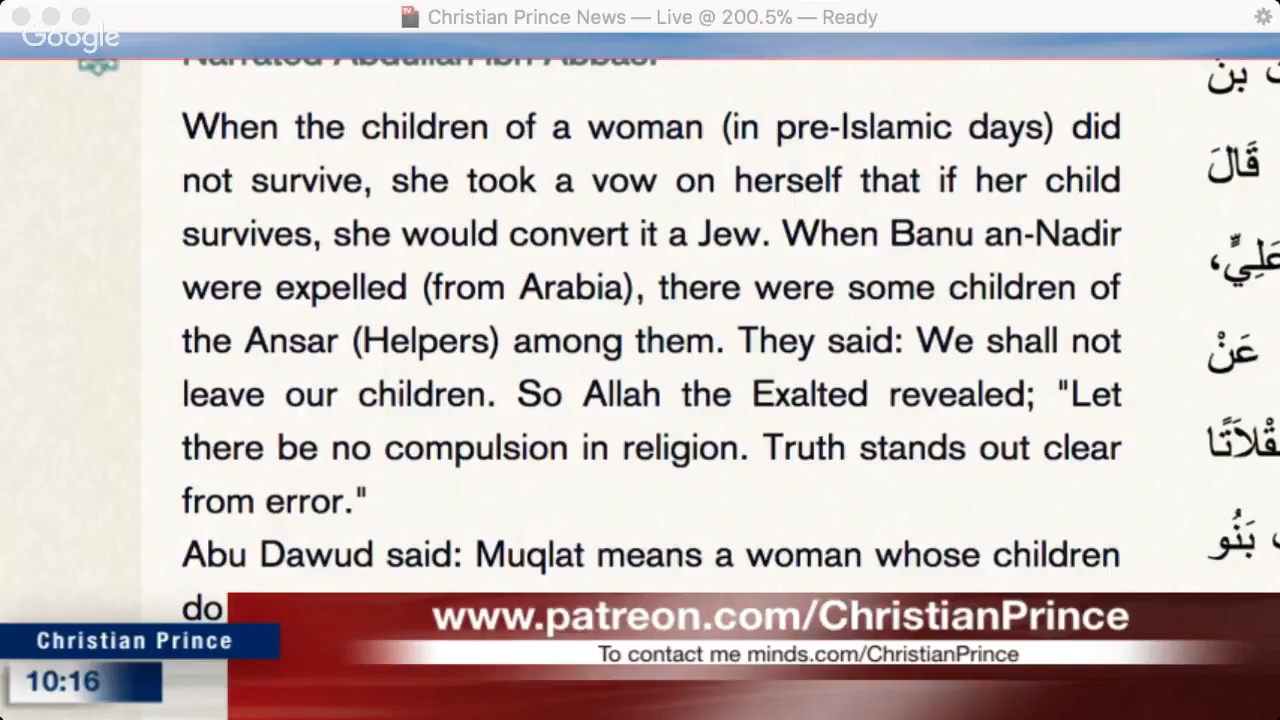 Christian Prince News — Live @ 200.5% — Ready
Google
Narrated Abdullah ibn Abbas:
When the children of a woman (in pre-Islamic days) did
not survive, she took a vow on herself that if her child
survives, she would convert it a Jew. When Banu an-Nadir
were expelled (from Arabia), there were some children of
the Ansar (Helpers) among them. They said: We shall not
leave our children. So Allah the Exalted revealed; "Let
there be no compulsion in religion. Truth stands out clear
from error."
Abu Dawud said: Muqlat means a woman whose children
do
بن
قَالَ
عَنْ
بَنُو
www.patreon.com/ChristianPrince
To contact me minds.com/ChristianPrince
Christian Prince
10:16